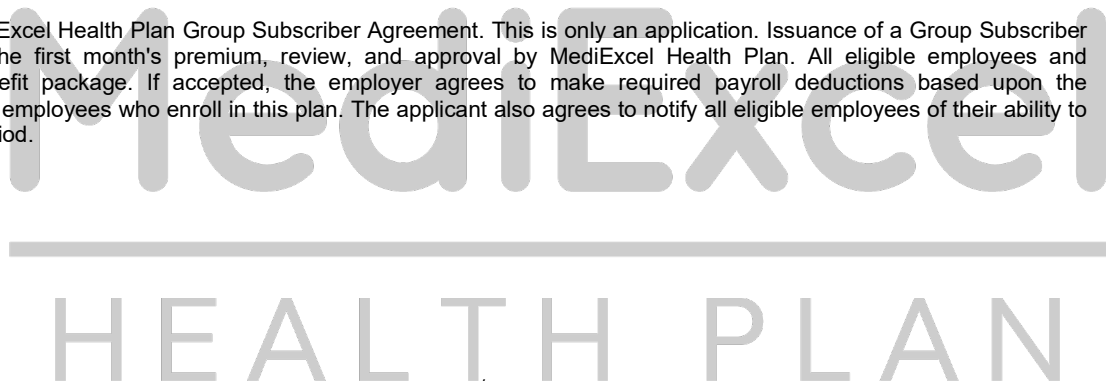 Excel Health Plan Group Subscriber Agreement. This is only an application. Issuance of a Group Subscriber
he first month's premium, review, and approval by MediExcel Health Plan. All eligible employees and
efit package. If accepted, the employer agrees to make required payroll deductions based upon the
employees who enroll in this plan. The applicant also agrees to notify all eligible employees of their ability to
iod.
MediExcel
HEALTH PLAN